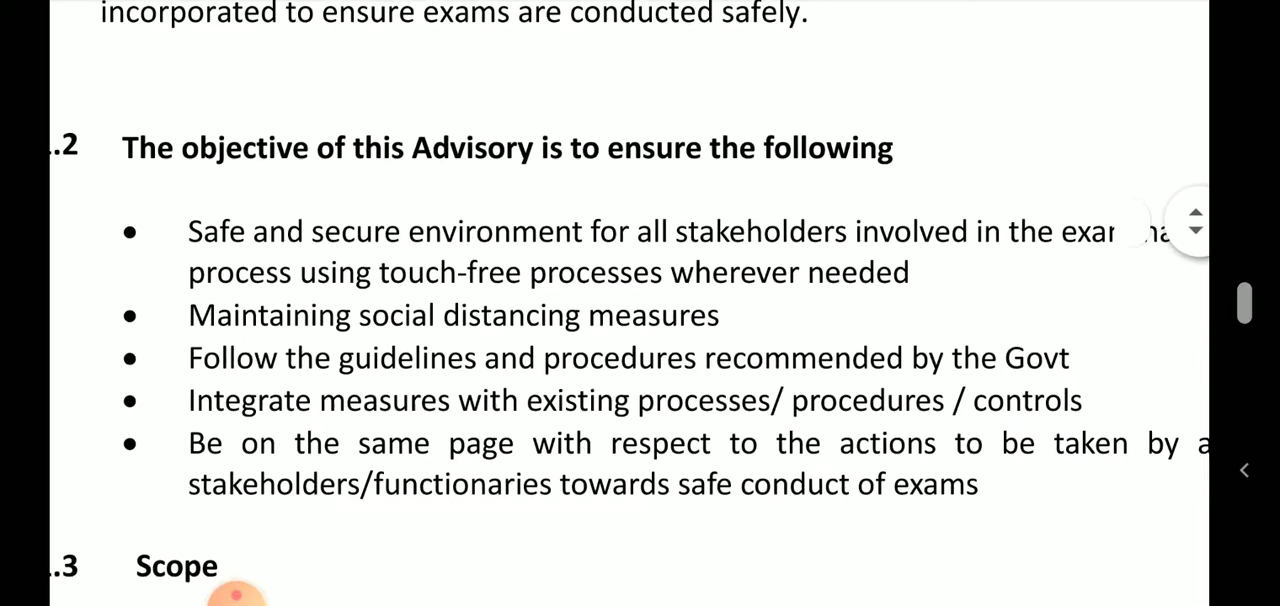 incorporated to ensure exams are conducted safely.
.2 The objective of this Advisory is to ensure the following
• Safe and secure environment for all stakeholders involved in the
process using touch-free processes wherever needed
• Maintaining social distancing measures
• Follow the guidelines and procedures recommended by the Govt
• Integrate measures with existing processes/ procedures / controls
• Be on the same page with respect to the actions to be taken by
stakeholders/functionaries towards safe conduct of exams
.3 Scope